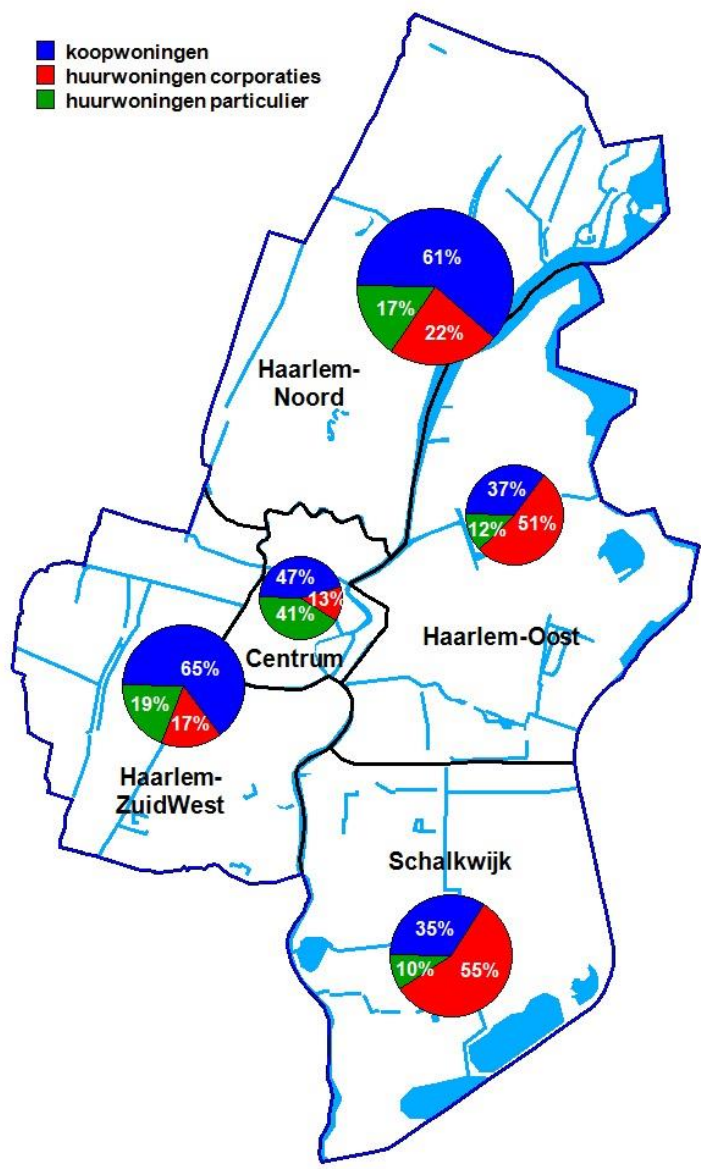 koopwoningen
huurwoningen corporaties
huurwoningen particulier
61%
17%
22%
Haarlem-
Noord
37%
12%
51%
Haarlem-Oost
47%
13%
41%
Centrum
65%
19%
17%
Haarlem-
ZuidWest
Schalkwijk
35%
10%
55%